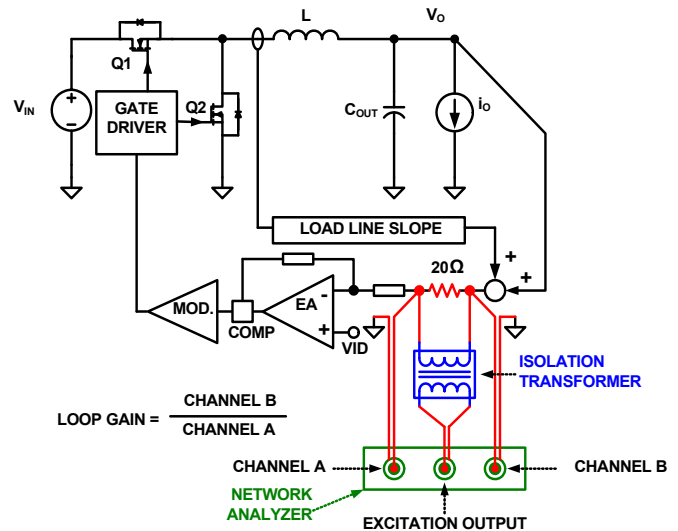 L
VO
Q1
VIN
+
−
GATE
DRIVER
Q2
COUT
iO
LOAD LINE SLOPE
+
+
20Ω
MOD.
COMP
EA
-
+
VID
ISOLATION
TRANSFORMER
LOOP GAIN =
CHANNEL B
CHANNEL A
CHANNEL A
CHANNEL B
NETWORK
ANALYZER
EXCITATION OUTPUT